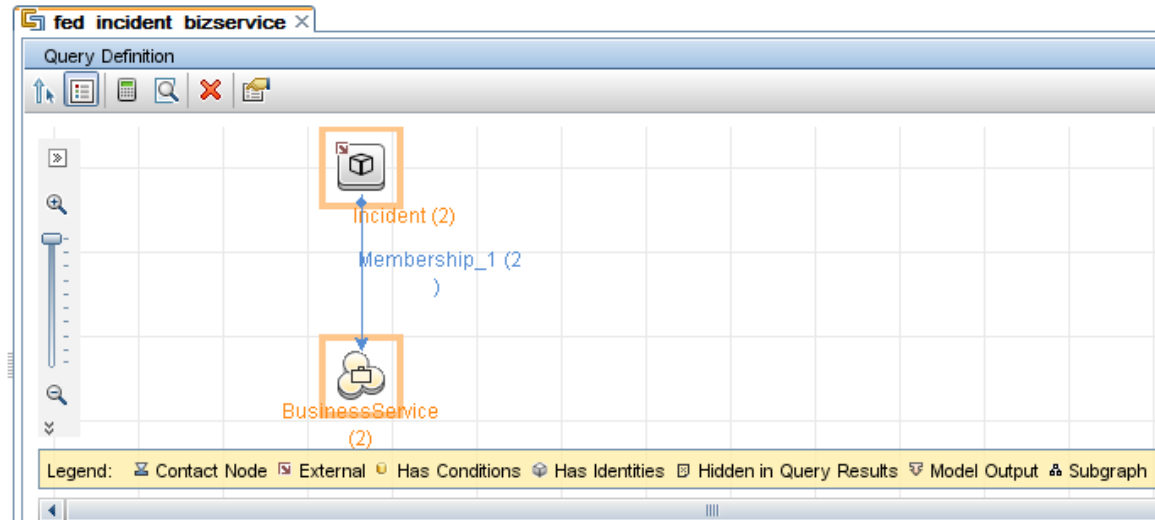 fed incident bizservice
Query Definition
Incident (2)
Membership_1 (2
)
BusinessService
(2)
Legend: Contact Node External Has Conditions Has Identities Hidden in Query Results Model Output Subgraph